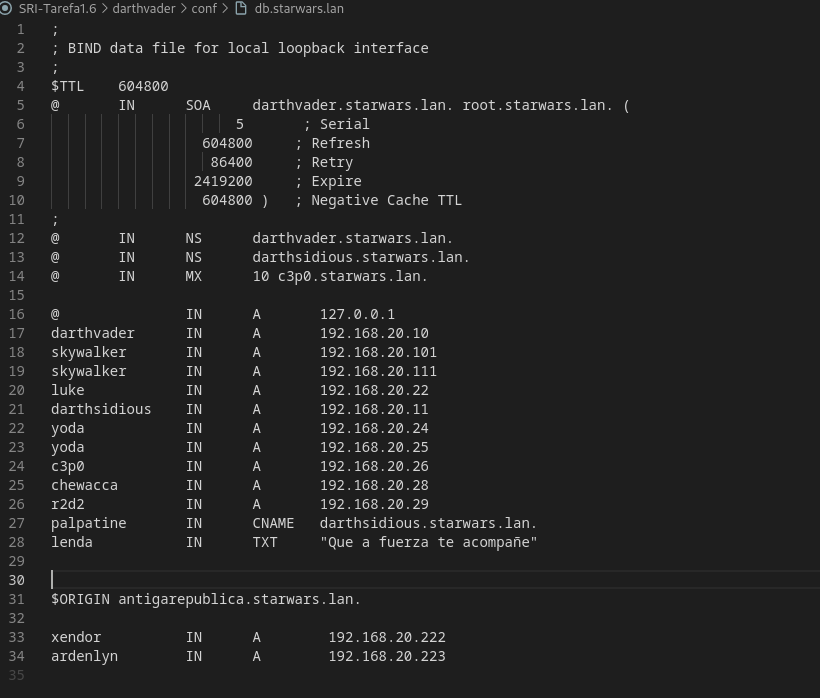 SRI-Tarefa1.6 > darthvader > conf > db.starwars.lan
1 ;
2 ; BIND data file for local loopback interface
3 ;
4 $TTL    604800
5 @       IN      SOA     darthvader.starwars.lan. root.starwars.lan. (
6                       5       ; Serial
7                  604800     ; Refresh
8                   86400     ; Retry
9                 2419200     ; Expire
10                  604800 )   ; Negative Cache TTL
11 ;
12 @       IN      NS      darthvader.starwars.lan.
13 @       IN      NS      darthsidious.starwars.lan.
14 @       IN      MX      10 c3p0.starwars.lan.
15
16 @               IN      A       127.0.0.1
17 darthvader      IN      A       192.168.20.10
18 skywalker       IN      A       192.168.20.101
19 skywalker       IN      A       192.168.20.111
20 luke            IN      A       192.168.20.22
21 darthsidious    IN      A       192.168.20.11
22 yoda            IN      A       192.168.20.24
23 yoda            IN      A       192.168.20.25
24 c3p0            IN      A       192.168.20.26
25 chewacca        IN      A       192.168.20.28
26 r2d2            IN      A       192.168.20.29
27 palpatine       IN      CNAME   darthsidious.starwars.lan.
28 lenda           IN      TXT     "Que a fuerza te acompañe"
29
30
31 $ORIGIN antigarepublica.starwars.lan.
32
33 xendor          IN      A        192.168.20.222
34 ardenlyn        IN      A        192.168.20.223
35